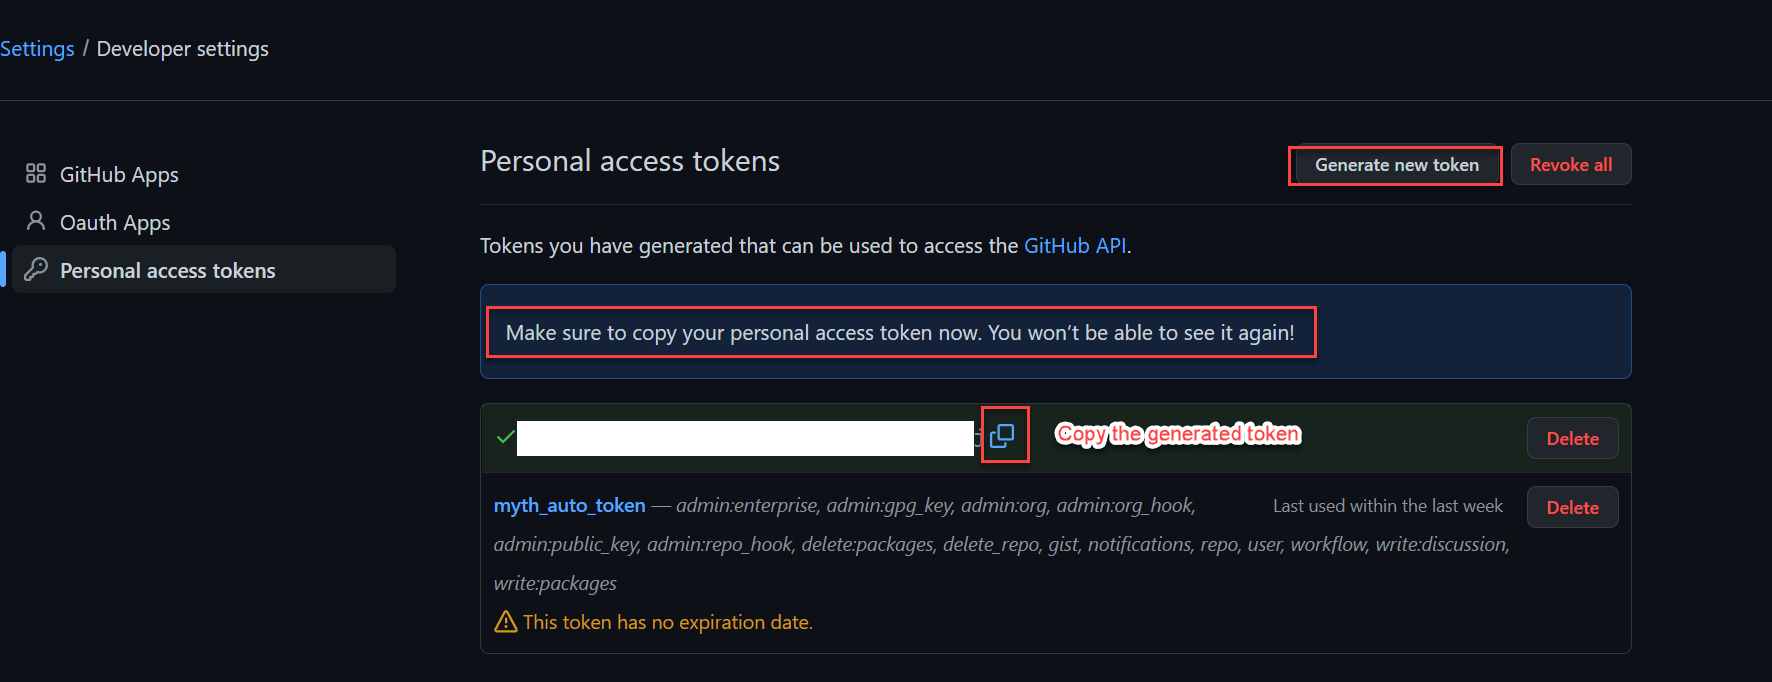 Settings / Developer settings
GitHub Apps
Oauth Apps
Personal access tokens
Personal access tokens
Generate new token
Revoke all
Tokens you have generated that can be used to access the GitHub API.
Make sure to copy your personal access token now. You won’t be able to see it again!
Copy the generated token
Delete
myth_auto_token — admin:enterprise, admin:gpg_key, admin:org, admin:org_hook,
Last used within the last week
Delete
admin:public_key, admin:repo_hook, delete:packages, delete_repo, gist, notifications, repo, user, workflow, write:discussion,
write:packages
This token has no expiration date.